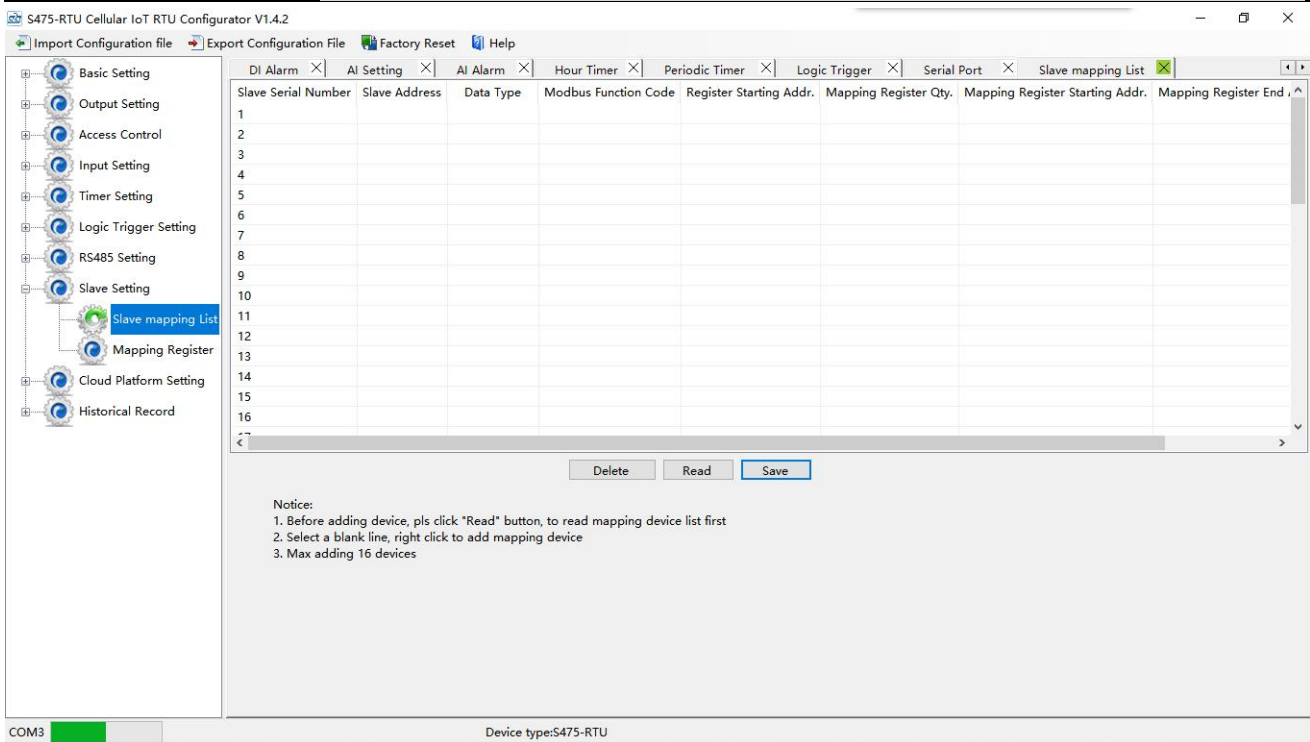 S475-RTU Cellular IoT RTU Configurator V1.4.2
Import Configuration file Export Configuration File Factory Reset Help
Basic Setting
Output Setting
Access Control
Input Setting
Timer Setting
Logic Trigger Setting
RS485 Setting
Slave Setting
Slave mapping List
Mapping Register
Cloud Platform Setting
Historical Record
DI Alarm AI Setting AI Alarm Hour Timer Periodic Timer Logic Trigger Serial Port Slave mapping List
Slave Serial Number Slave Address Data Type Modbus Function Code Register Starting Addr. Mapping Register Qty. Mapping Register Starting Addr. Mapping Register End
1
2
3
4
5
6
7
8
9
10
11
12
13
14
15
16
Delete Read Save
Notice:
1. Before adding device, pls click "Read" button, to read mapping device list first
2. Select a blank line, right click to add mapping device
3. Max adding 16 devices
COM3 Device type:S475-RTU